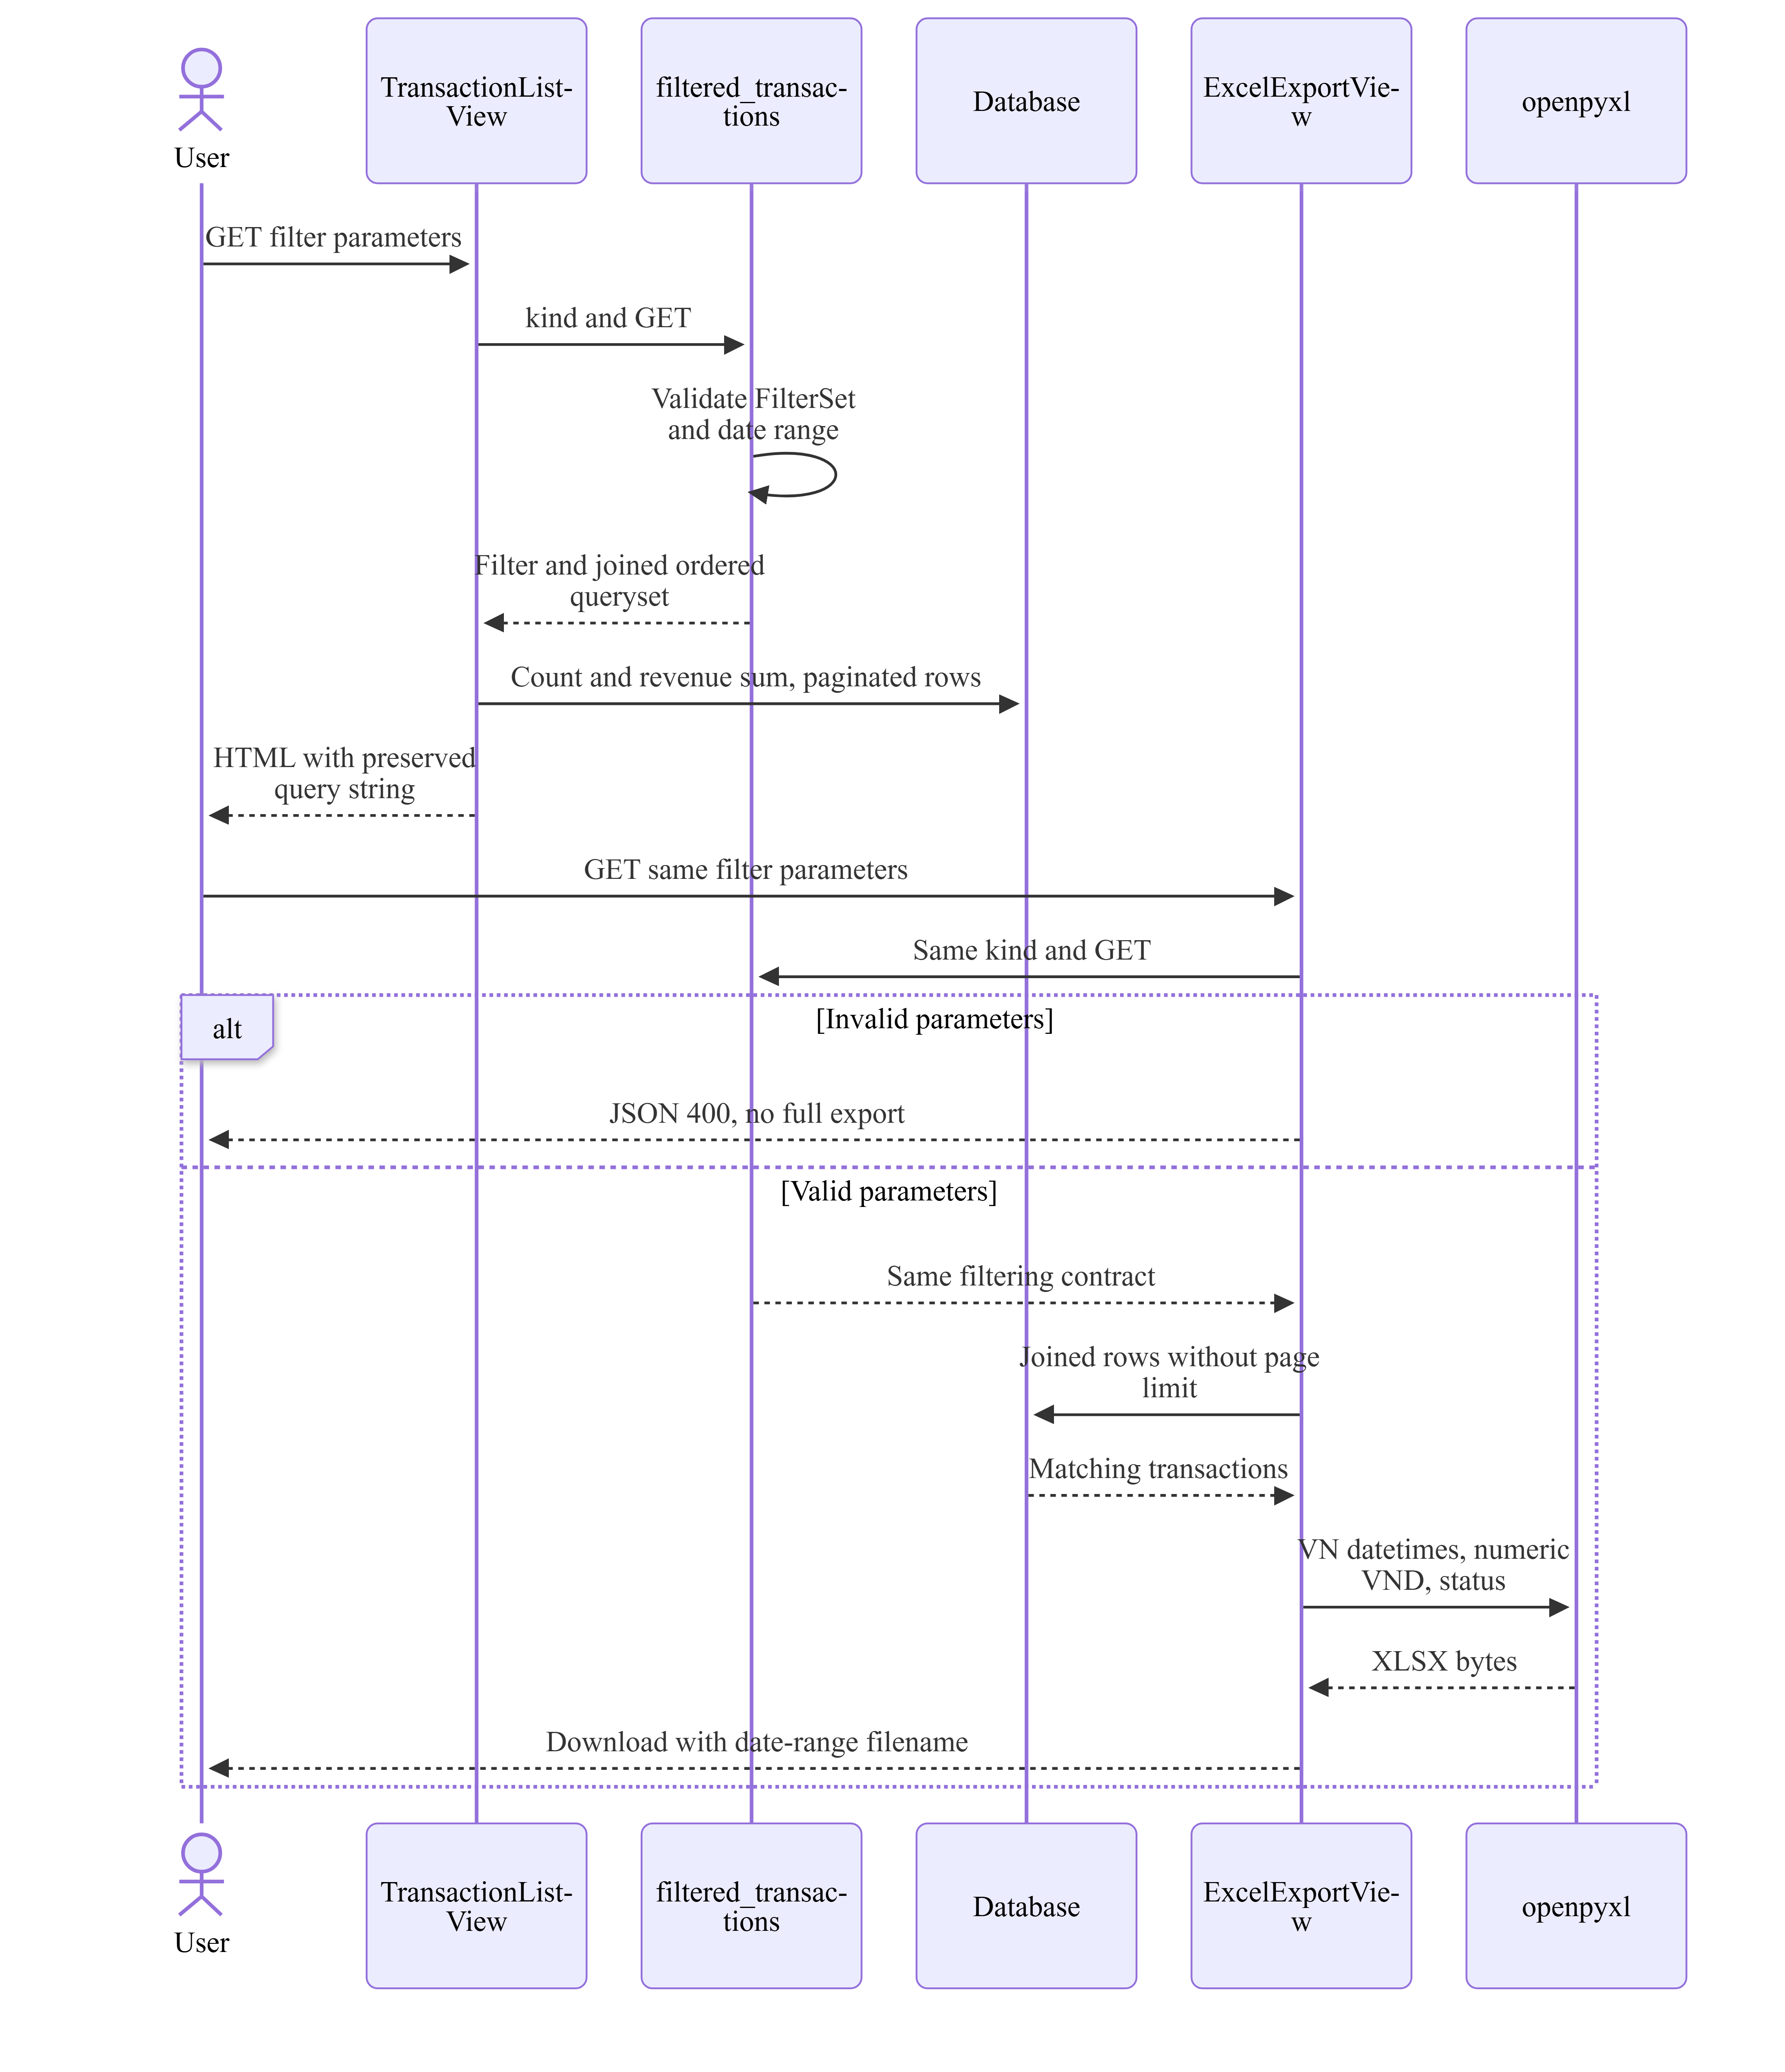 User
TransactionList-
View
filtered_transac-
tions
Database
ExcelExportVie-
w
openpyxl
GET filter parameters
kind and GET
Validate FilterSet
and date range
Filter and joined ordered
queryset
Count and revenue sum, paginated rows
HTML with preserved
query string
GET same filter parameters
Same kind and GET
alt
[Invalid parameters]
JSON 400, no full export
[Valid parameters]
Same filtering contract
Joined rows without page
limit
Matching transactions
VN datetimes, numeric
VND, status
XLSX bytes
Download with date-range filename
User
TransactionList-
View
filtered_transac-
tions
Database
ExcelExportVie-
w
openpyxl